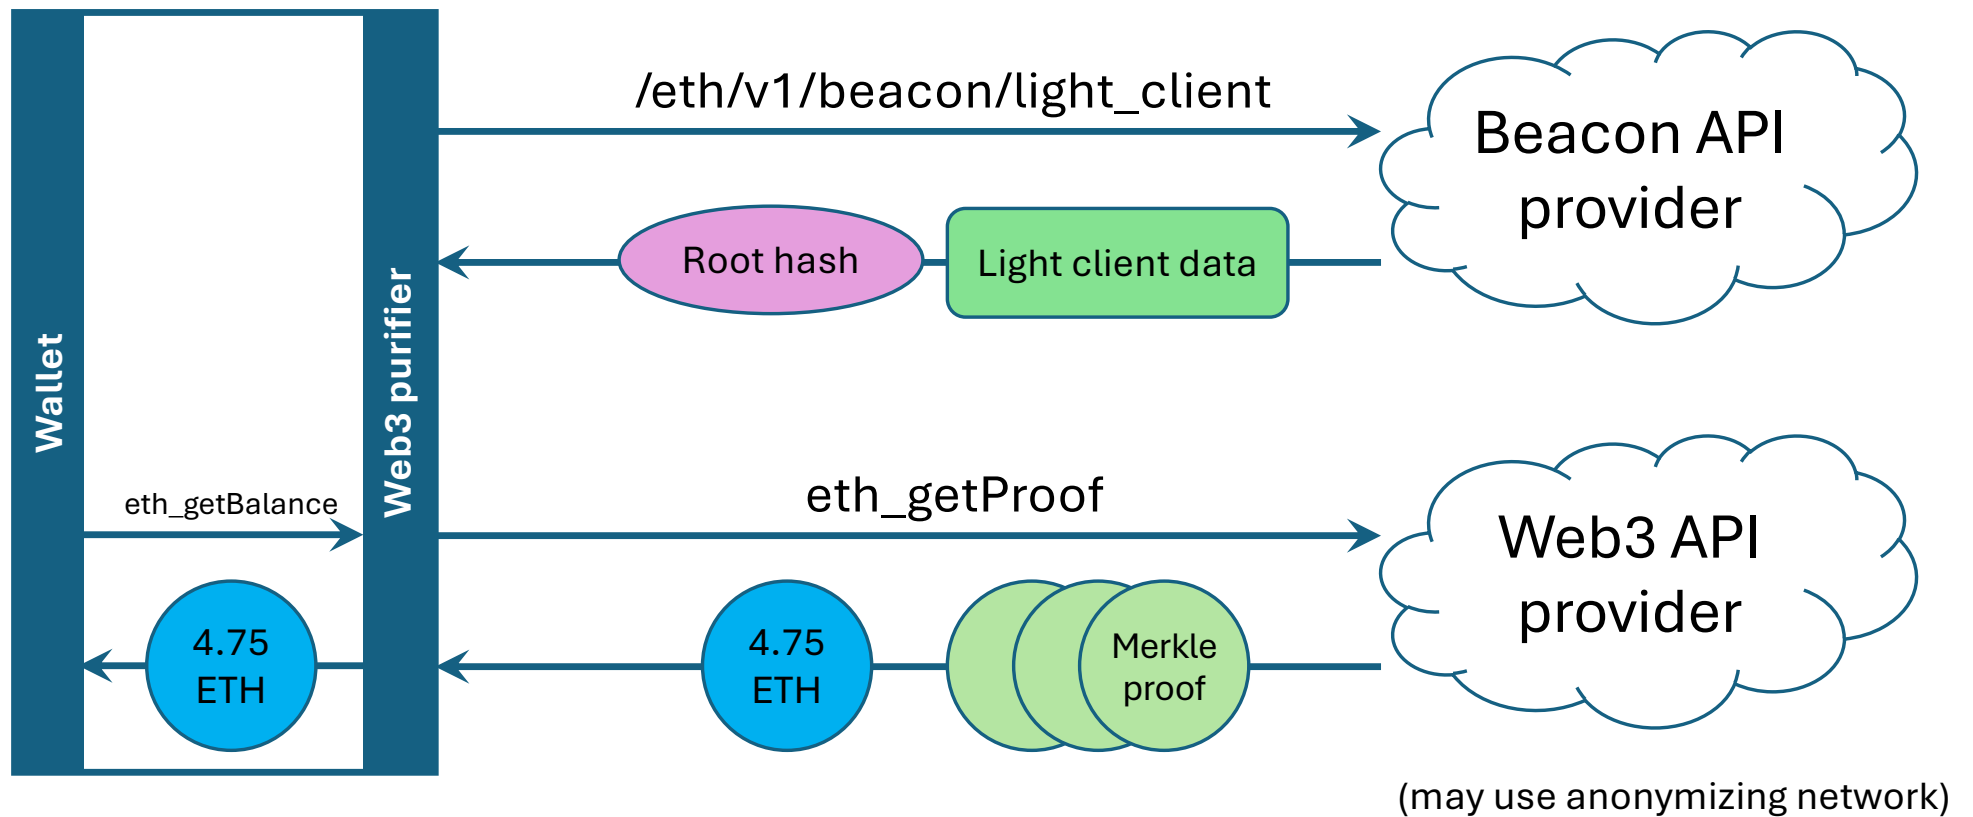 /eth/v1/beacon/light_client
Beacon API
provider
Root hash
Light client data
Wallet
Web3 purifier
eth_getBalance
eth_getProof
Web3 API
provider
4.75
ETH
4.75
ETH
Merkle
proof
(may use anonymizing network)